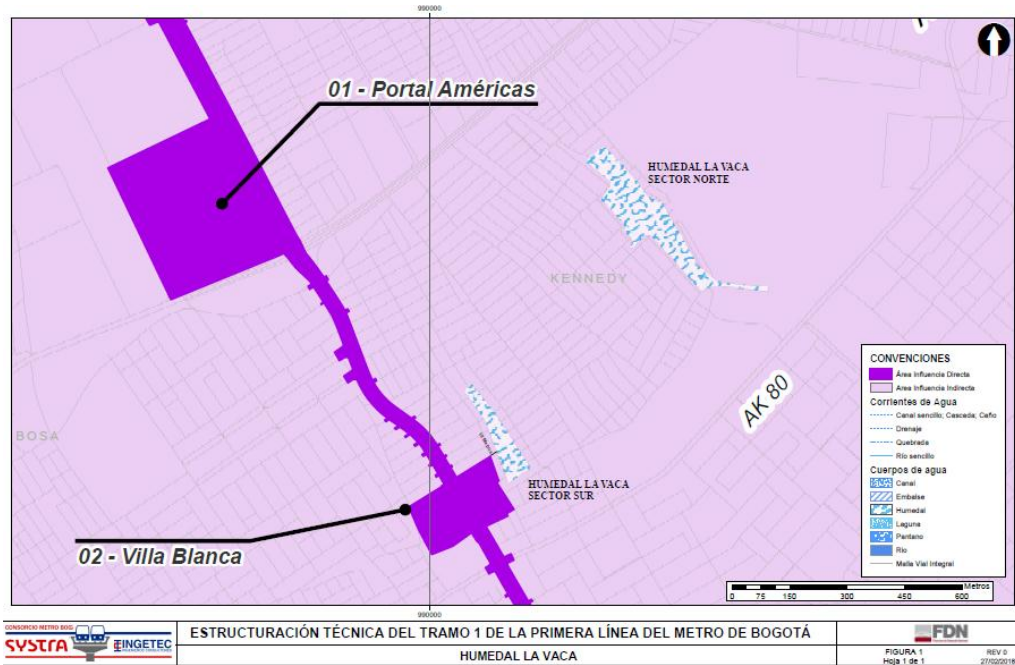 990000
01 - Portal Américas
HUMEDAL LA VACA
SECTOR NORTE
KENNEDY
AK 80
BOSA
HUMEDAL LA VACA
SECTOR SUR
02 - Villa Blanca
CONVENCIONES
Área Influencia Directa
Área Influencia Indirecta
Corrientes de Agua
Canal sencillo; Cascada; Caño
Drenaje
Quebrada
Río sencillo
Cuerpos de agua
Canal
Embalse
Humedal
Laguna
Pantano
Río
Malla Vial Integral
Metros
0 75 150 300 450 600
990000
CONSORCIO METRO BOG
SYSTRA
INGETEC
ESTRUCTURACIÓN TÉCNICA DEL TRAMO 1 DE LA PRIMERA LÍNEA DEL METRO DE BOGOTÁ
HUMEDAL LA VACA
FDN
FIGURA 1
Hoja 1 de 1
REV 0
27/02/2018